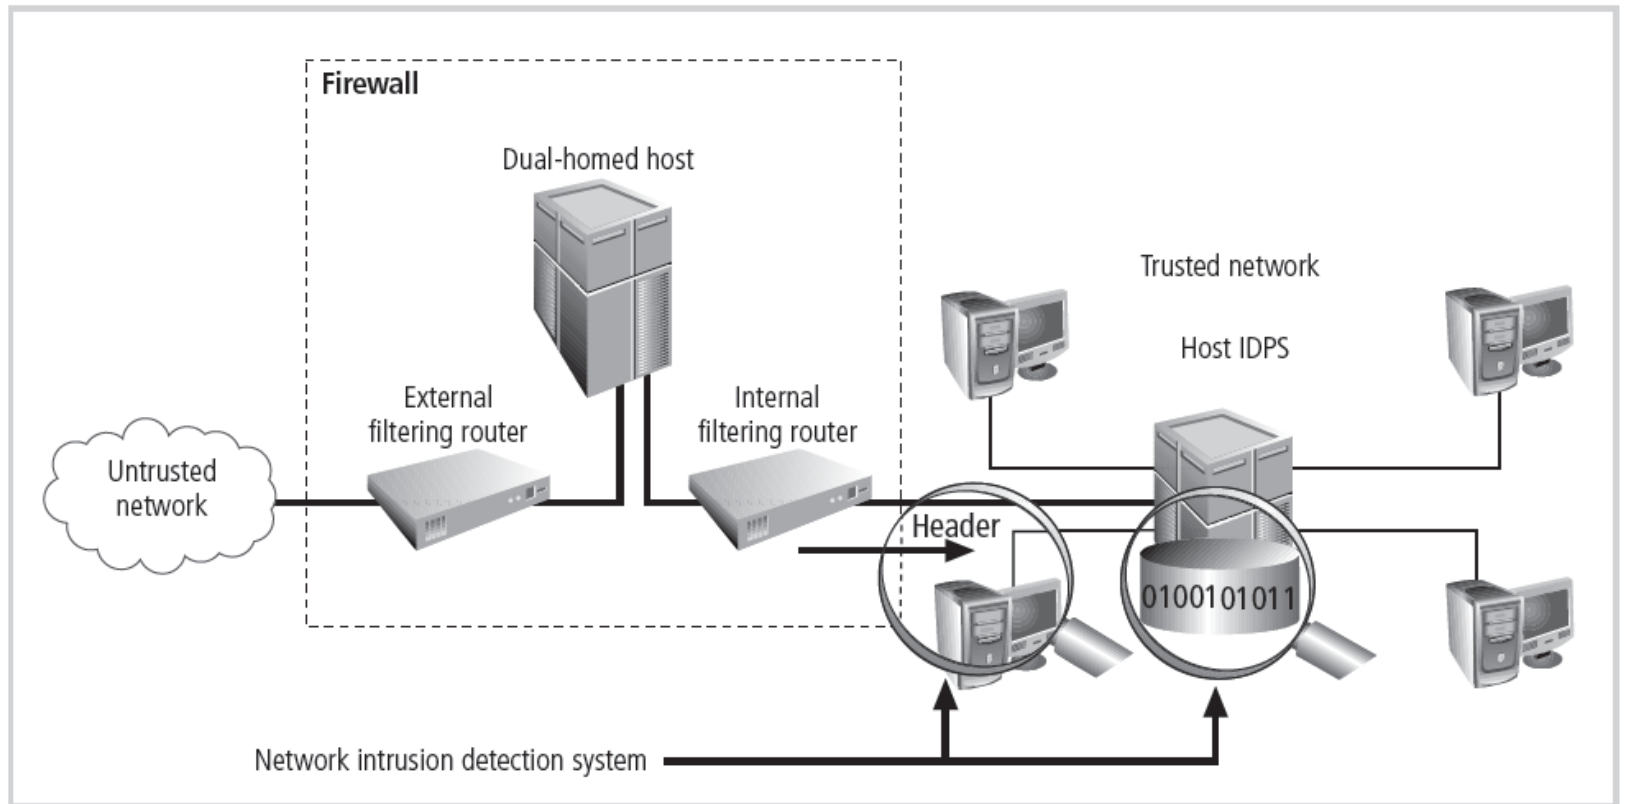 Firewall
Dual-homed host
External
filtering router
Internal
filtering router
Untrusted
network
Trusted network
Host IDPS
Header
0100101011
Network intrusion detection system